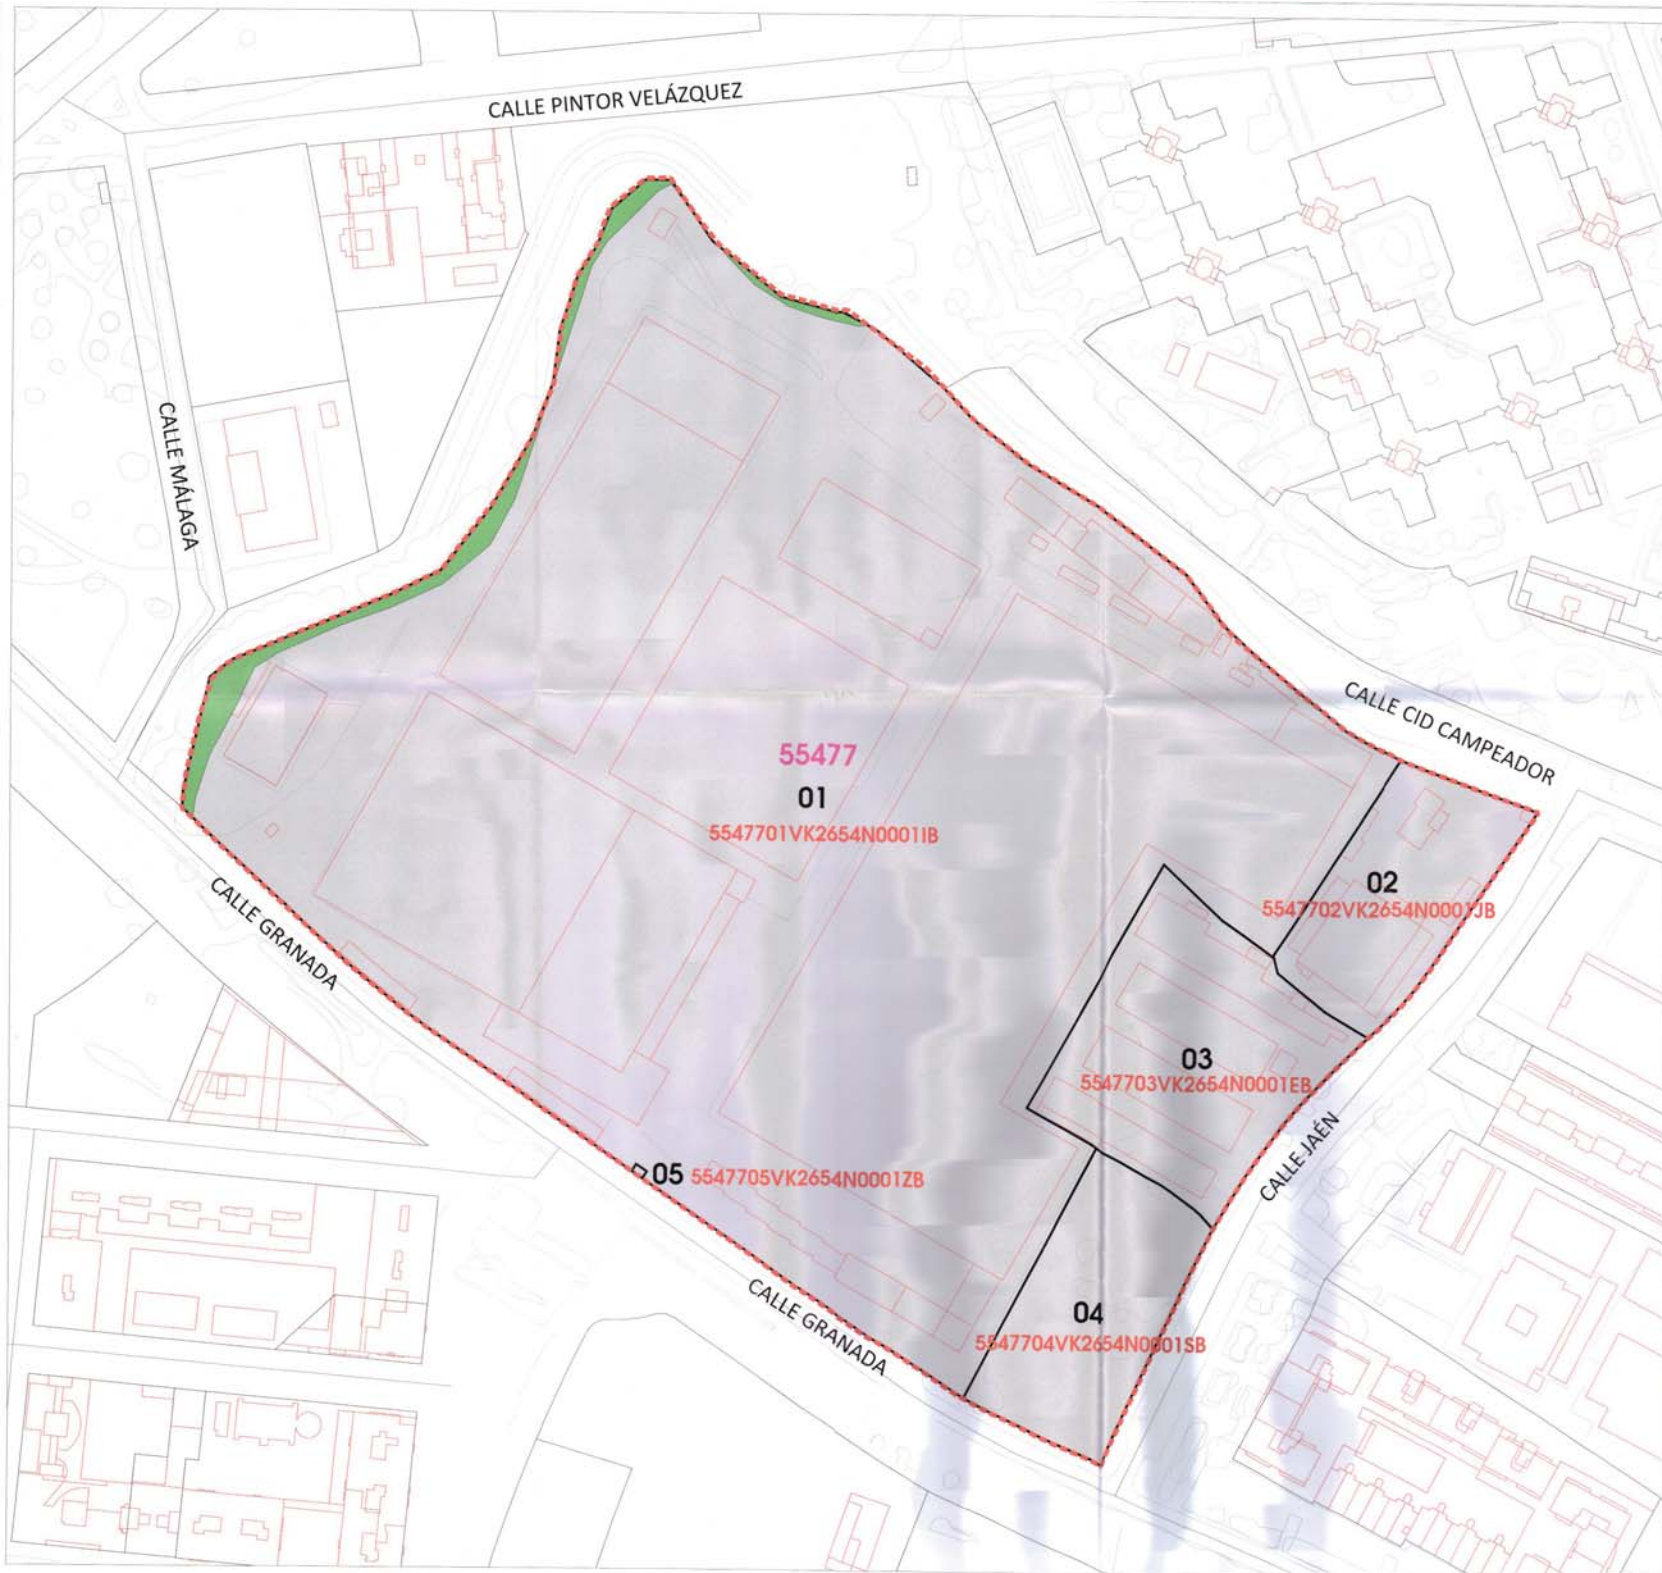 CALLE PINTOR VELÁZQUEZ
CALLE MÁLAGA
CALLE CID CAMPEADOR
55477
01
5547701VK2654N0001IB
02
5547702VK2654N0001JB
CALLE GRANADA
03
5547703VK2654N0001EB
CALLE JAÉN
05 5547705VK2654N0001ZB
CALLE GRANADA
04
5547704VK2654N0001SB